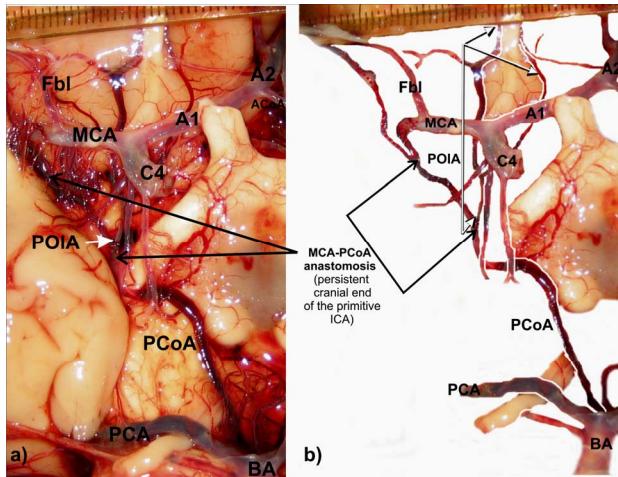 Fbl
A2
ACoA
A1
MCA
C4
POIA
PCoA
PCA
BA
a)
Fbl
A2
A1
MCA
POIA
C4
MCA-PCoA
anastomosis
(persistent
cranial end
of the primitive
ICA)
PCoA
PCA
BA
b)